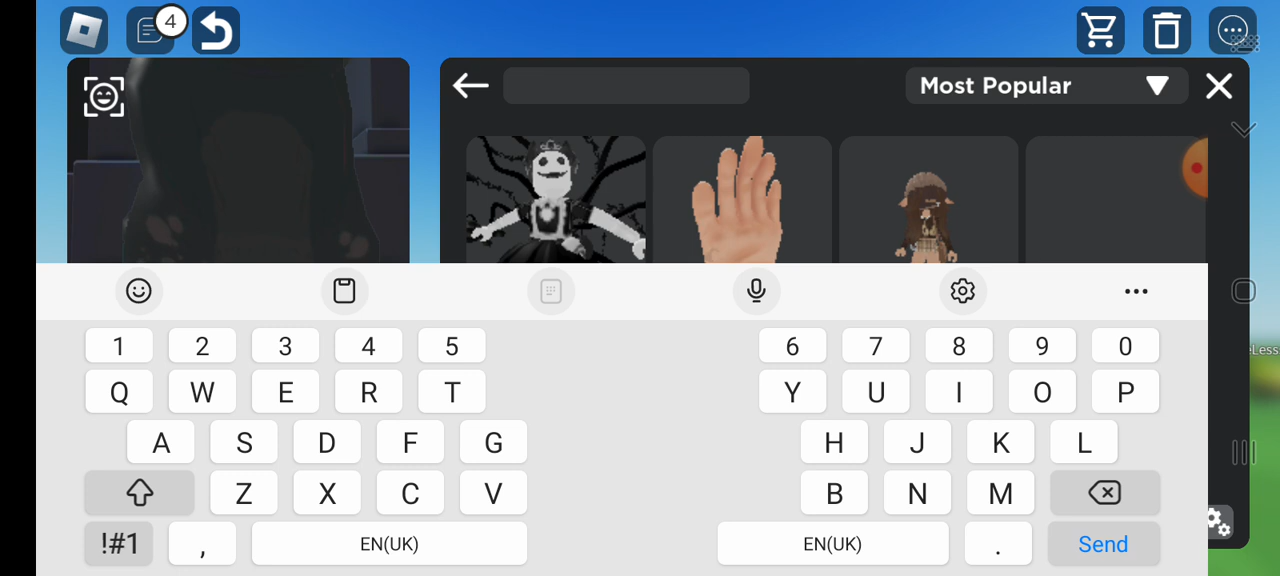 4
Most Popular
eLess
1 2 3 4 5 6 7 8 9 0
Q W E R T Y U I O P
A S D F G H J K L
Z X C V B N M
!#1 , EN(UK) EN(UK) . Send